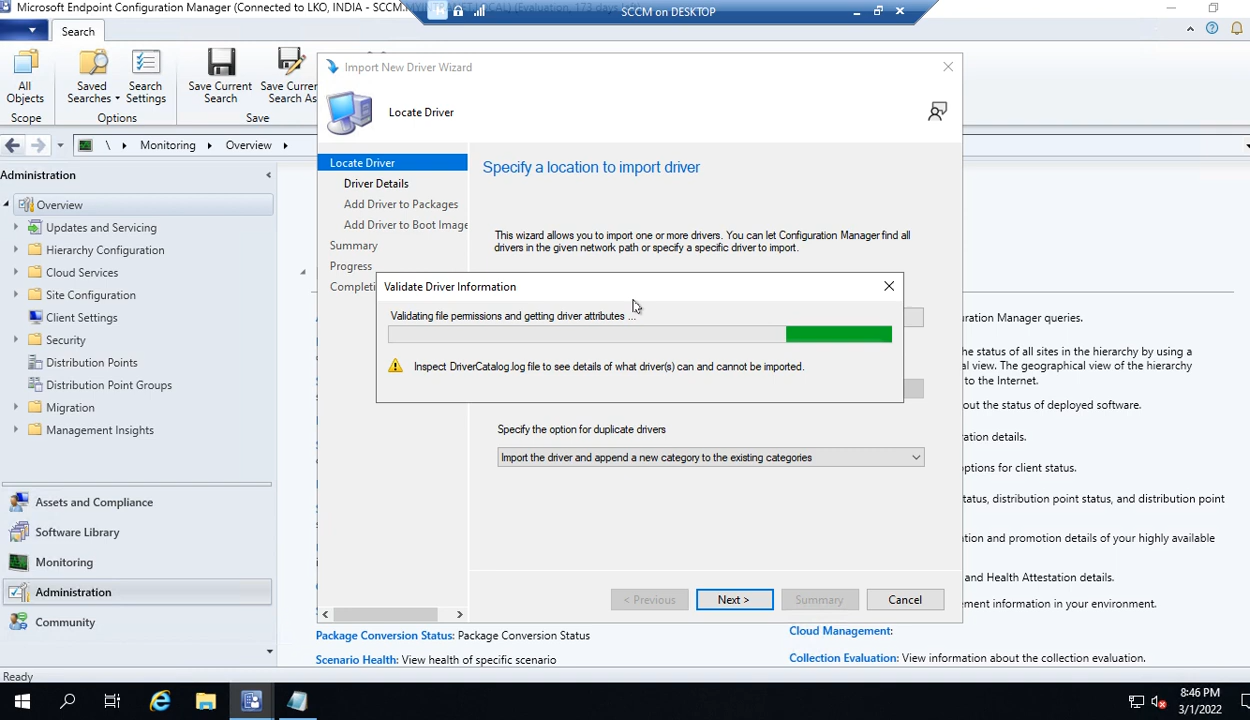 Microsoft Endpoint Configuration Manager (Connected to LKO, INDIA - SCCM.
(Evaluation, 173 days
SCCM on DESKTOP
Search
All Objects
Saved Searches
Search Settings
Save Current Search
Save Current Search As
Scope
Options
Save
\ Monitoring Overview
Administration
Overview
Updates and Servicing
Hierarchy Configuration
Cloud Services
Site Configuration
Client Settings
Security
Distribution Points
Distribution Point Groups
Migration
Management Insights
Assets and Compliance
Software Library
Monitoring
Administration
Community
Import New Driver Wizard
Locate Driver
Locate Driver
Driver Details
Add Driver to Packages
Add Driver to Boot Image
Summary
Progress
Completi
Specify a location to import driver
This wizard allows you to import one or more drivers. You can let Configuration Manager find all
drivers in the given network path or specify a specific driver to import.
Validate Driver Information
Validating file permissions and getting driver attributes ...
Inspect DriverCatalog.log file to see details of what driver(s) can and cannot be imported.
Specify the option for duplicate drivers
Import the driver and append a new category to the existing categories
< Previous
Next >
Summary
Cancel
ration Manager queries.
the status of all sites in the hierarchy by using a
al view. The geographical view of the hierarchy
to the Internet.
out the status of deployed software.
ration details.
ptions for client status.
tatus, distribution point status, and distribution point
tion and promotion details of your highly available
and Health Attestation details.
ement information in your environment.
Package Conversion Status: Package Conversion Status
Cloud Management:
Scenario Health: View health of specific scenario
Collection Evaluation: View information about the collection evaluation.
Ready
8:46 PM
3/1/2022